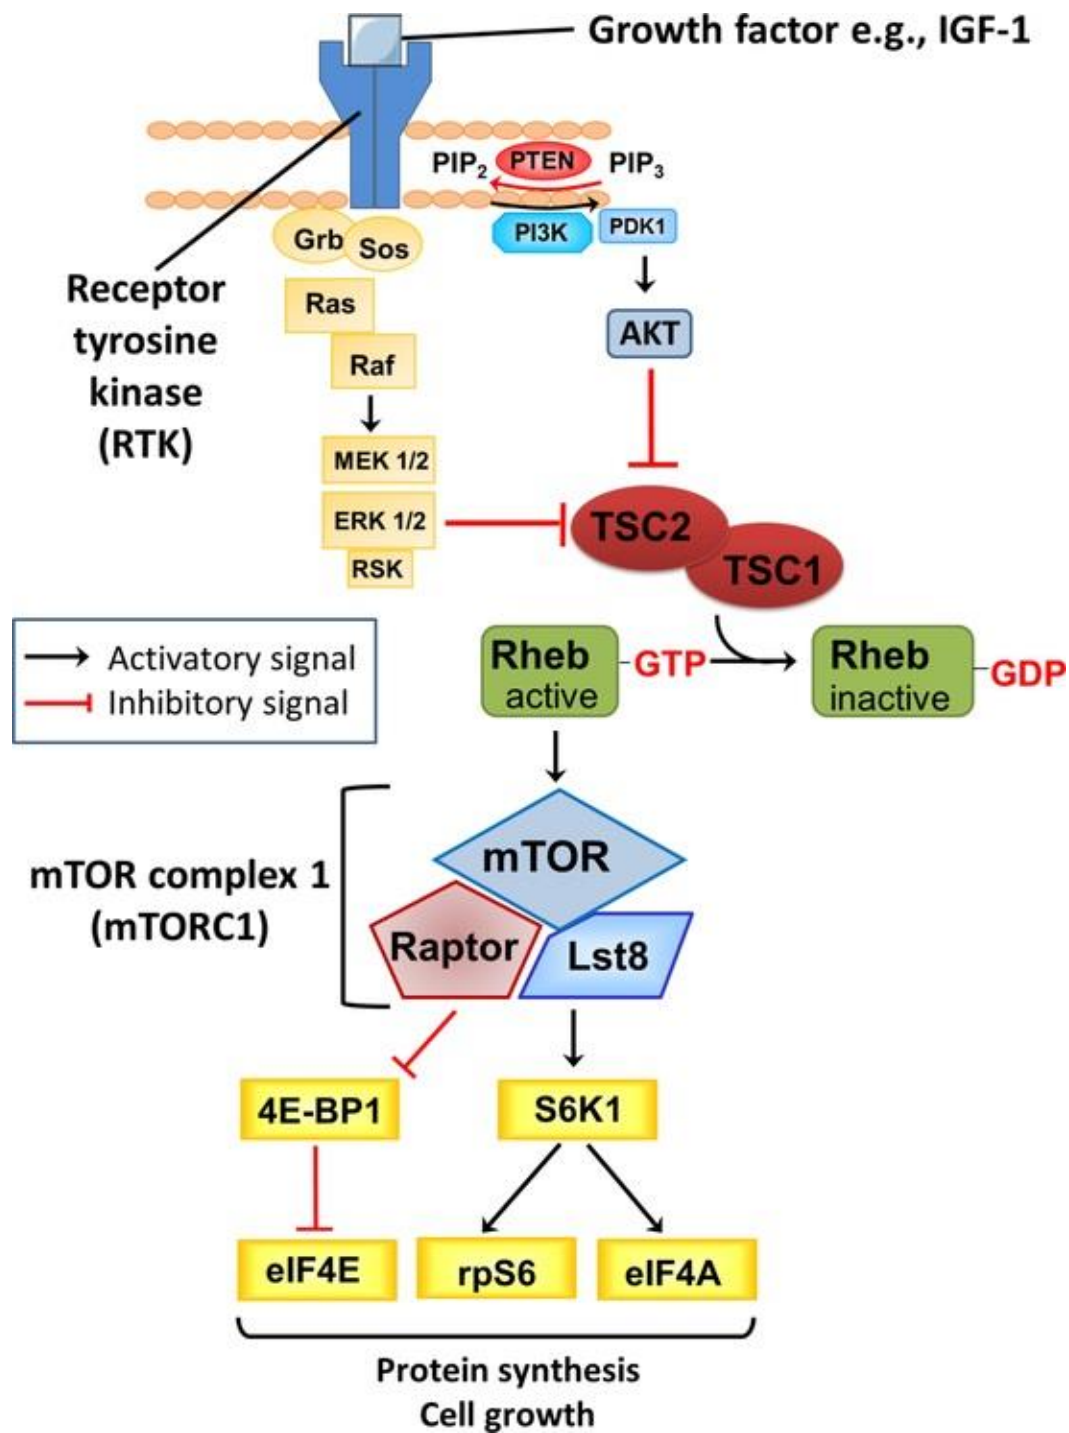 Growth factor e.g., IGF-1
PIP2 PTEN PIP3
PI3K PDK1
Grb Sos
Receptor
tyrosine
kinase
(RTK)
Ras
Raf
AKT
MEK 1/2
ERK 1/2
RSK
TSC2
TSC1
Activatory signal
Inhibitory signal
Rheb
active
GTP
Rheb
inactive
GDP
mTOR complex 1
(mTORC1)
mTOR
Raptor
Lst8
4E-BP1
S6K1
eIF4E
rpS6
eIF4A
Protein synthesis
Cell growth